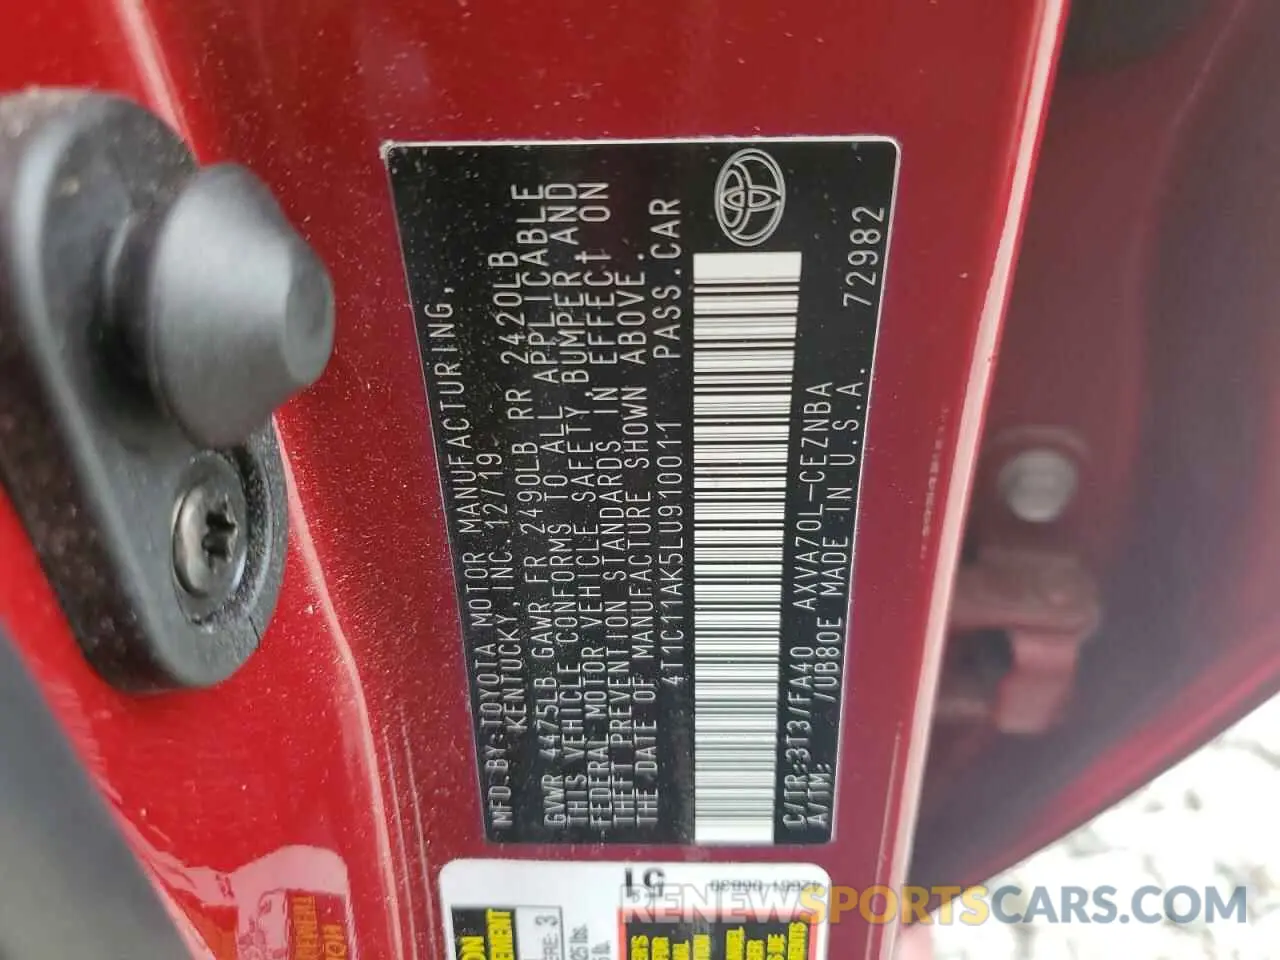 MFD.BY:TOYOTA MOTOR MANUFACTURING,
KENTUCKY, INC. 12/19
GVWR 4475LB GAWR FR 2490LB RR 2420LB
THIS VEHICLE CONFORMS TO ALL APPLICABLE
FEDERAL MOTOR VEHICLE SAFETY, BUMPER AND
THEFT PREVENTION STANDARDS IN EFFECT ON
THE DATE OF MANUFACTURE SHOWN ABOVE.
4T1C11AK5LU910011 PASS.CAR
C/TR:3T3/FA40 AXVA70L-CEZNBA
A/TM: /UB80E MADE IN U.S.A. 72982
RENEWSPORTSCARS.COM